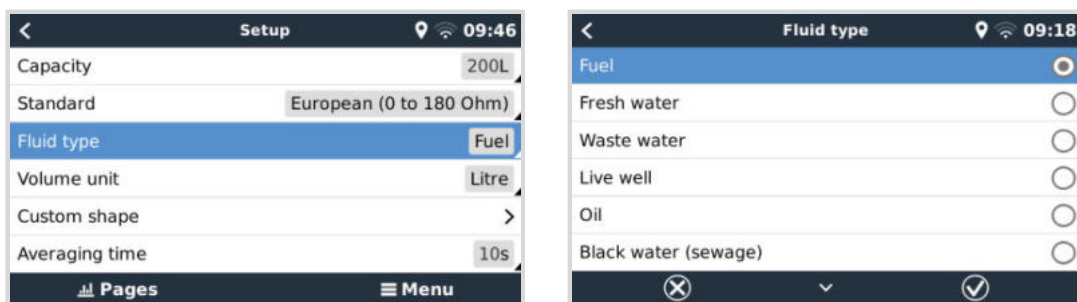 Setup 09:46
Capacity 200L
Standard European (0 to 180 Ohm)
Fluid type Fuel
Volume unit Litre
Custom shape
Averaging time 10s
Pages Menu
Fluid type 09:18
Fuel
Fresh water
Waste water
Live well
Oil
Black water (sewage)